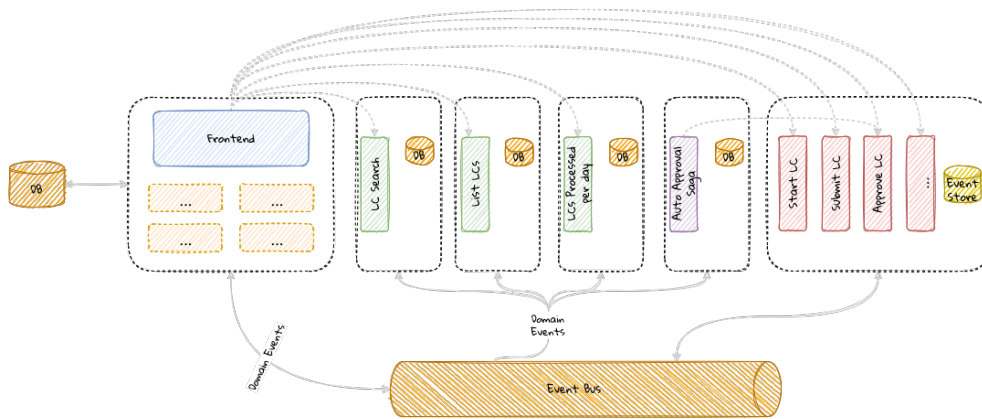 Frontend
DB
...
...
...
...
LC Search
DB
List LCs
DB
LCs Processed
per day
DB
Auto Approval
Saga
DB
Start LC
Submit LC
Approve LC
...
Event
Store
Domain Events
Domain
Events
Event Bus